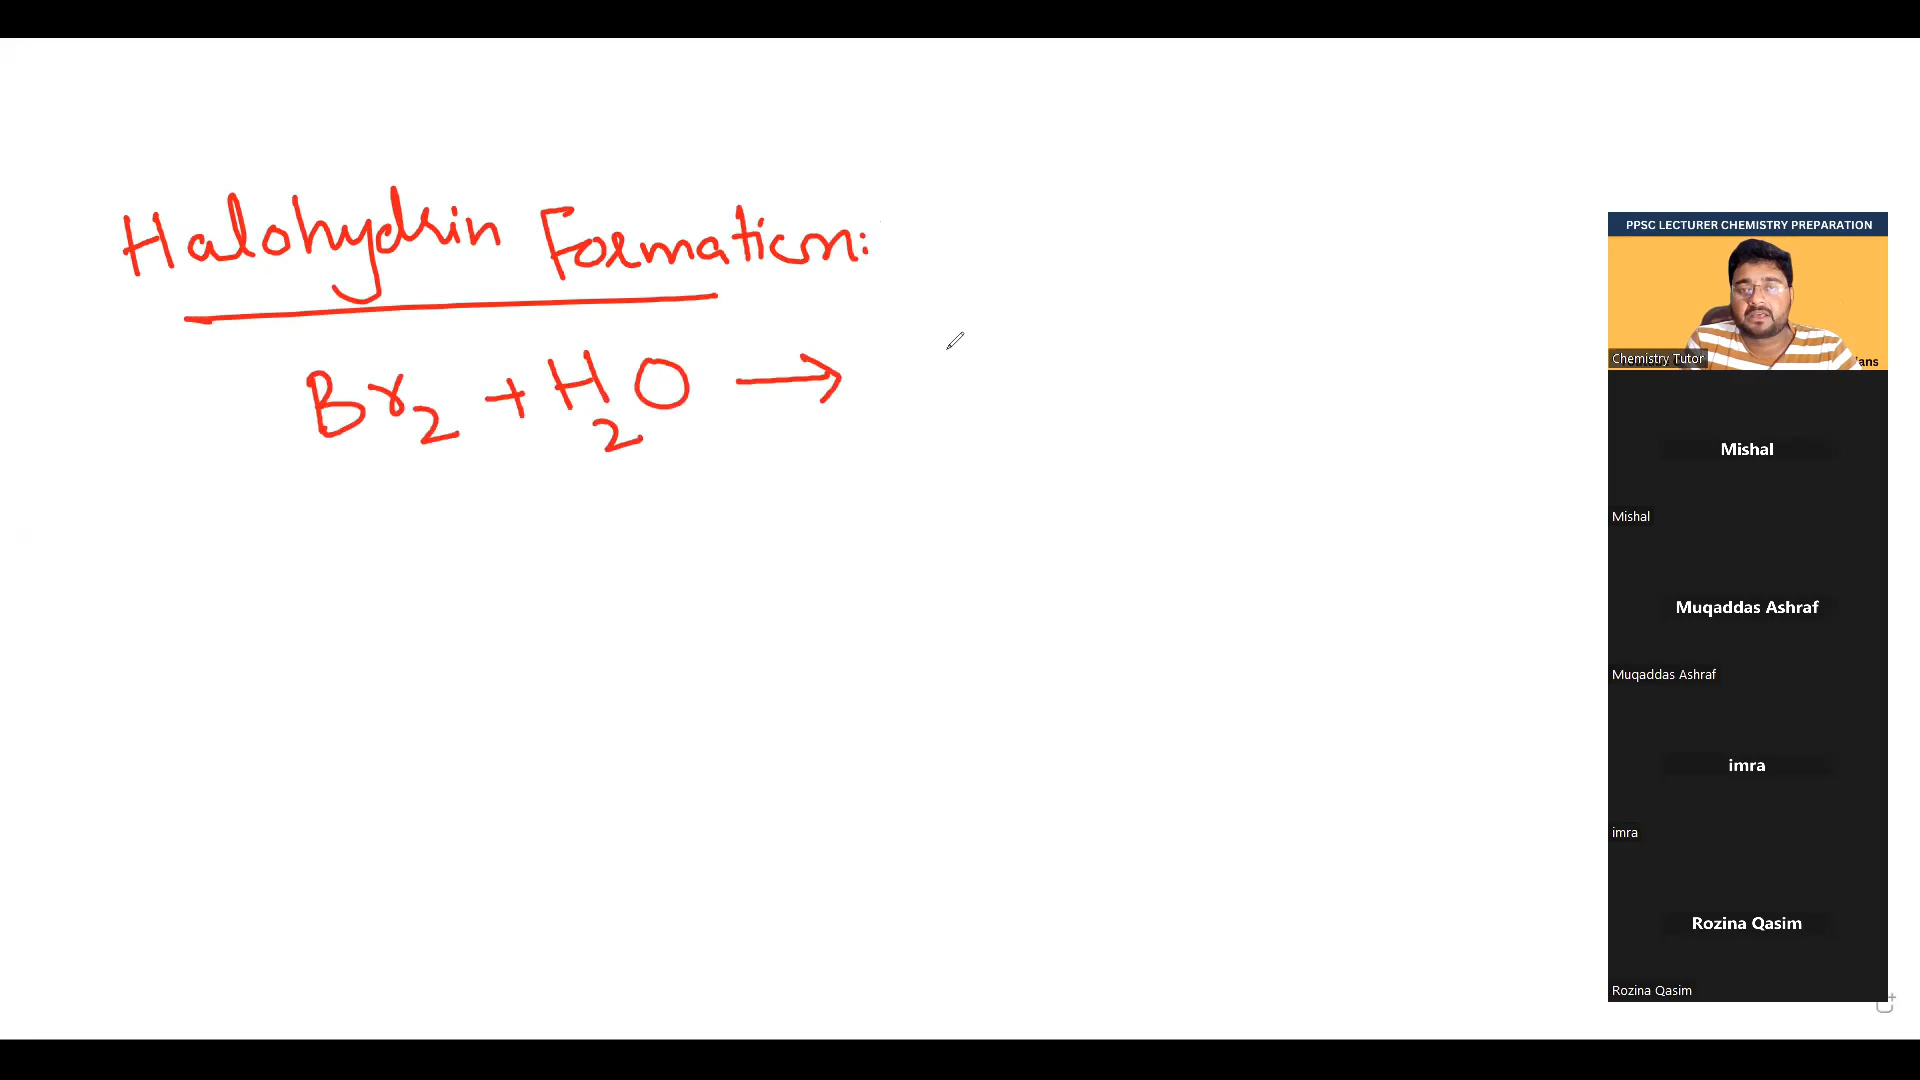 Halohydrin Formation:
Br2 + H2O →
PPSC LECTURER CHEMISTRY PREPARATION
Chemistry Tutor
ians
Mishal
Mishal
Muqaddas Ashraf
Muqaddas Ashraf
imra
imra
Rozina Qasim
Rozina Qasim